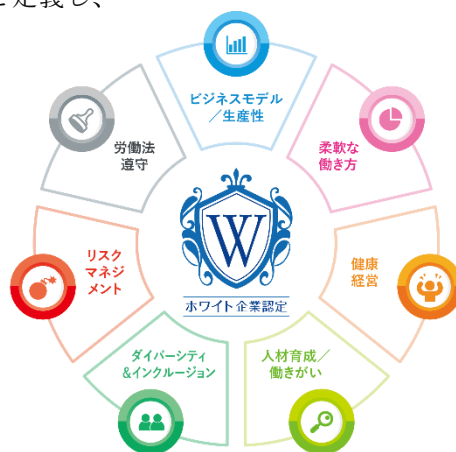 定義し、
ビジネスモデル
／生産性
柔軟な
働き方
健康
経営
人材育成／
働きがい
ダイバーシティ
&インクルージョン
リスク
マネジ
メント
労働法
遵守
W
ホワイト企業認定